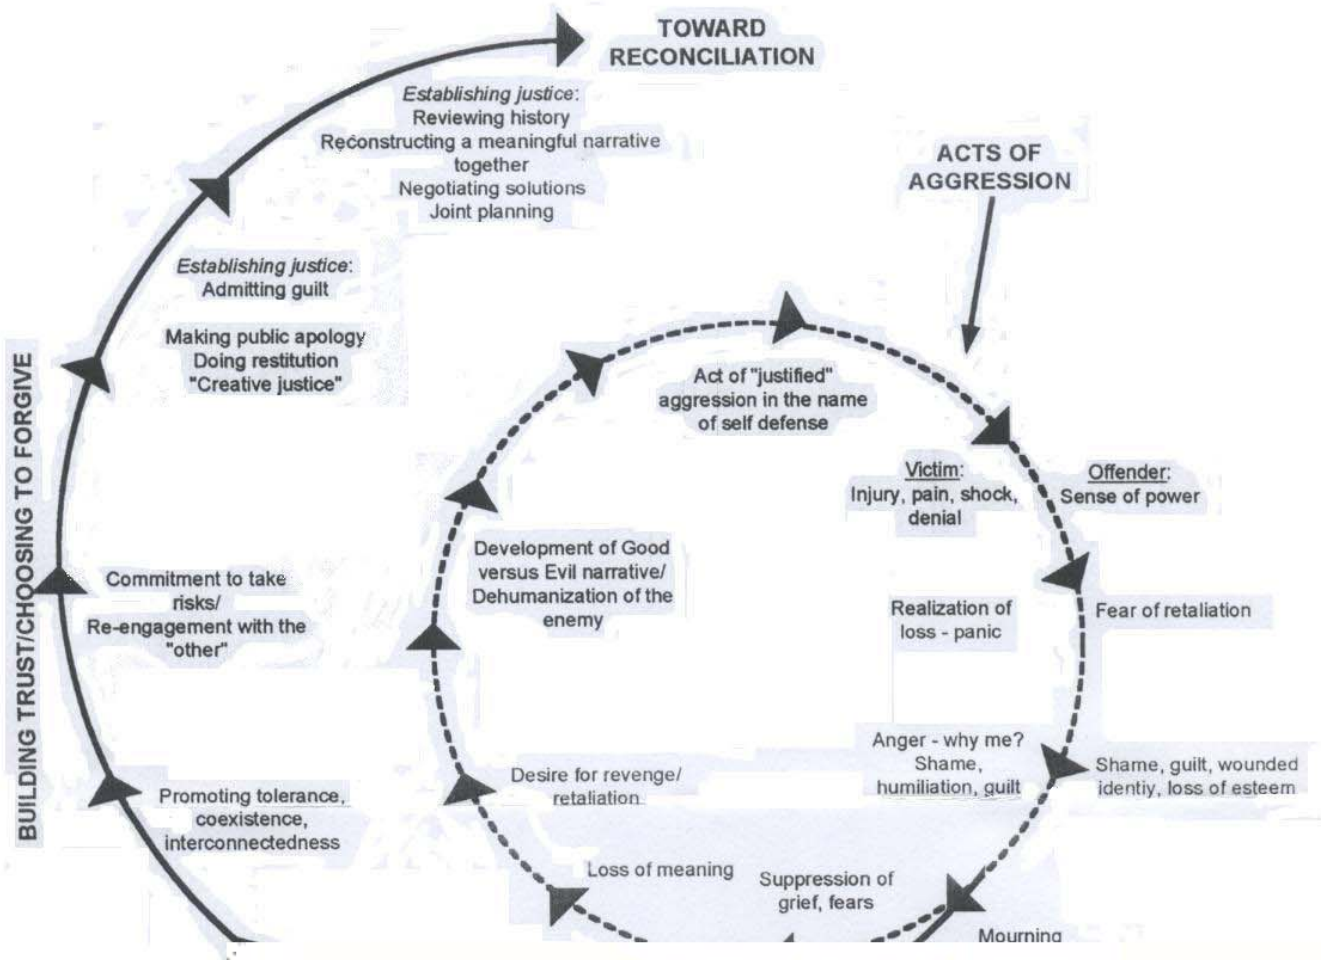 TOWARD
RECONCILIATION
Establishing justice:
Reviewing history
Reconstructing a meaningful narrative
together
Negotiating solutions
Joint planning
ACTS OF
AGGRESSION
Establishing justice:
Admitting guilt
Making public apology
Doing restitution
"Creative justice"
BUILDING TRUST/CHOOSING TO FORGIVE
Act of "justified"
aggression in the name
of self defense
Victim:
Injury, pain, shock,
denial
Offender:
Sense of power
Development of Good
versus Evil narrative/
Dehumanization of the
enemy
Commitment to take
risks/
Re-engagement with the
"other"
Realization of
loss - panic
Fear of retaliation
Anger - why me?
Shame,
humiliation, guilt
Shame, guilt, wounded
identiy, loss of esteem
Desire for revenge/
retaliation
Promoting tolerance,
coexistence,
interconnectedness
Loss of meaning
Suppression of
grief, fears
Mourning